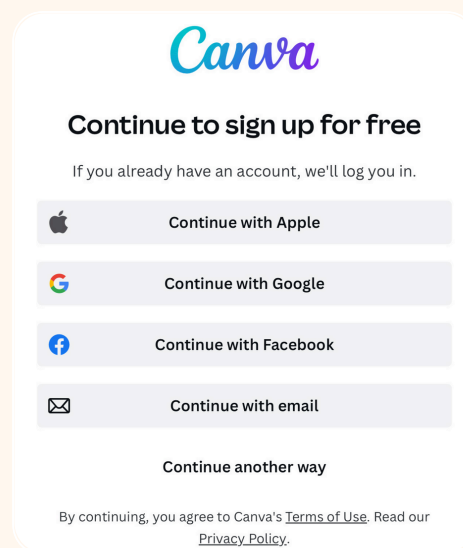 Canva
Continue to sign up for free
If you already have an account, we'll log you in.
Continue with Apple
Continue with Google
Continue with Facebook
Continue with email
Continue another way
By continuing, you agree to Canva's Terms of Use. Read our
Privacy Policy.